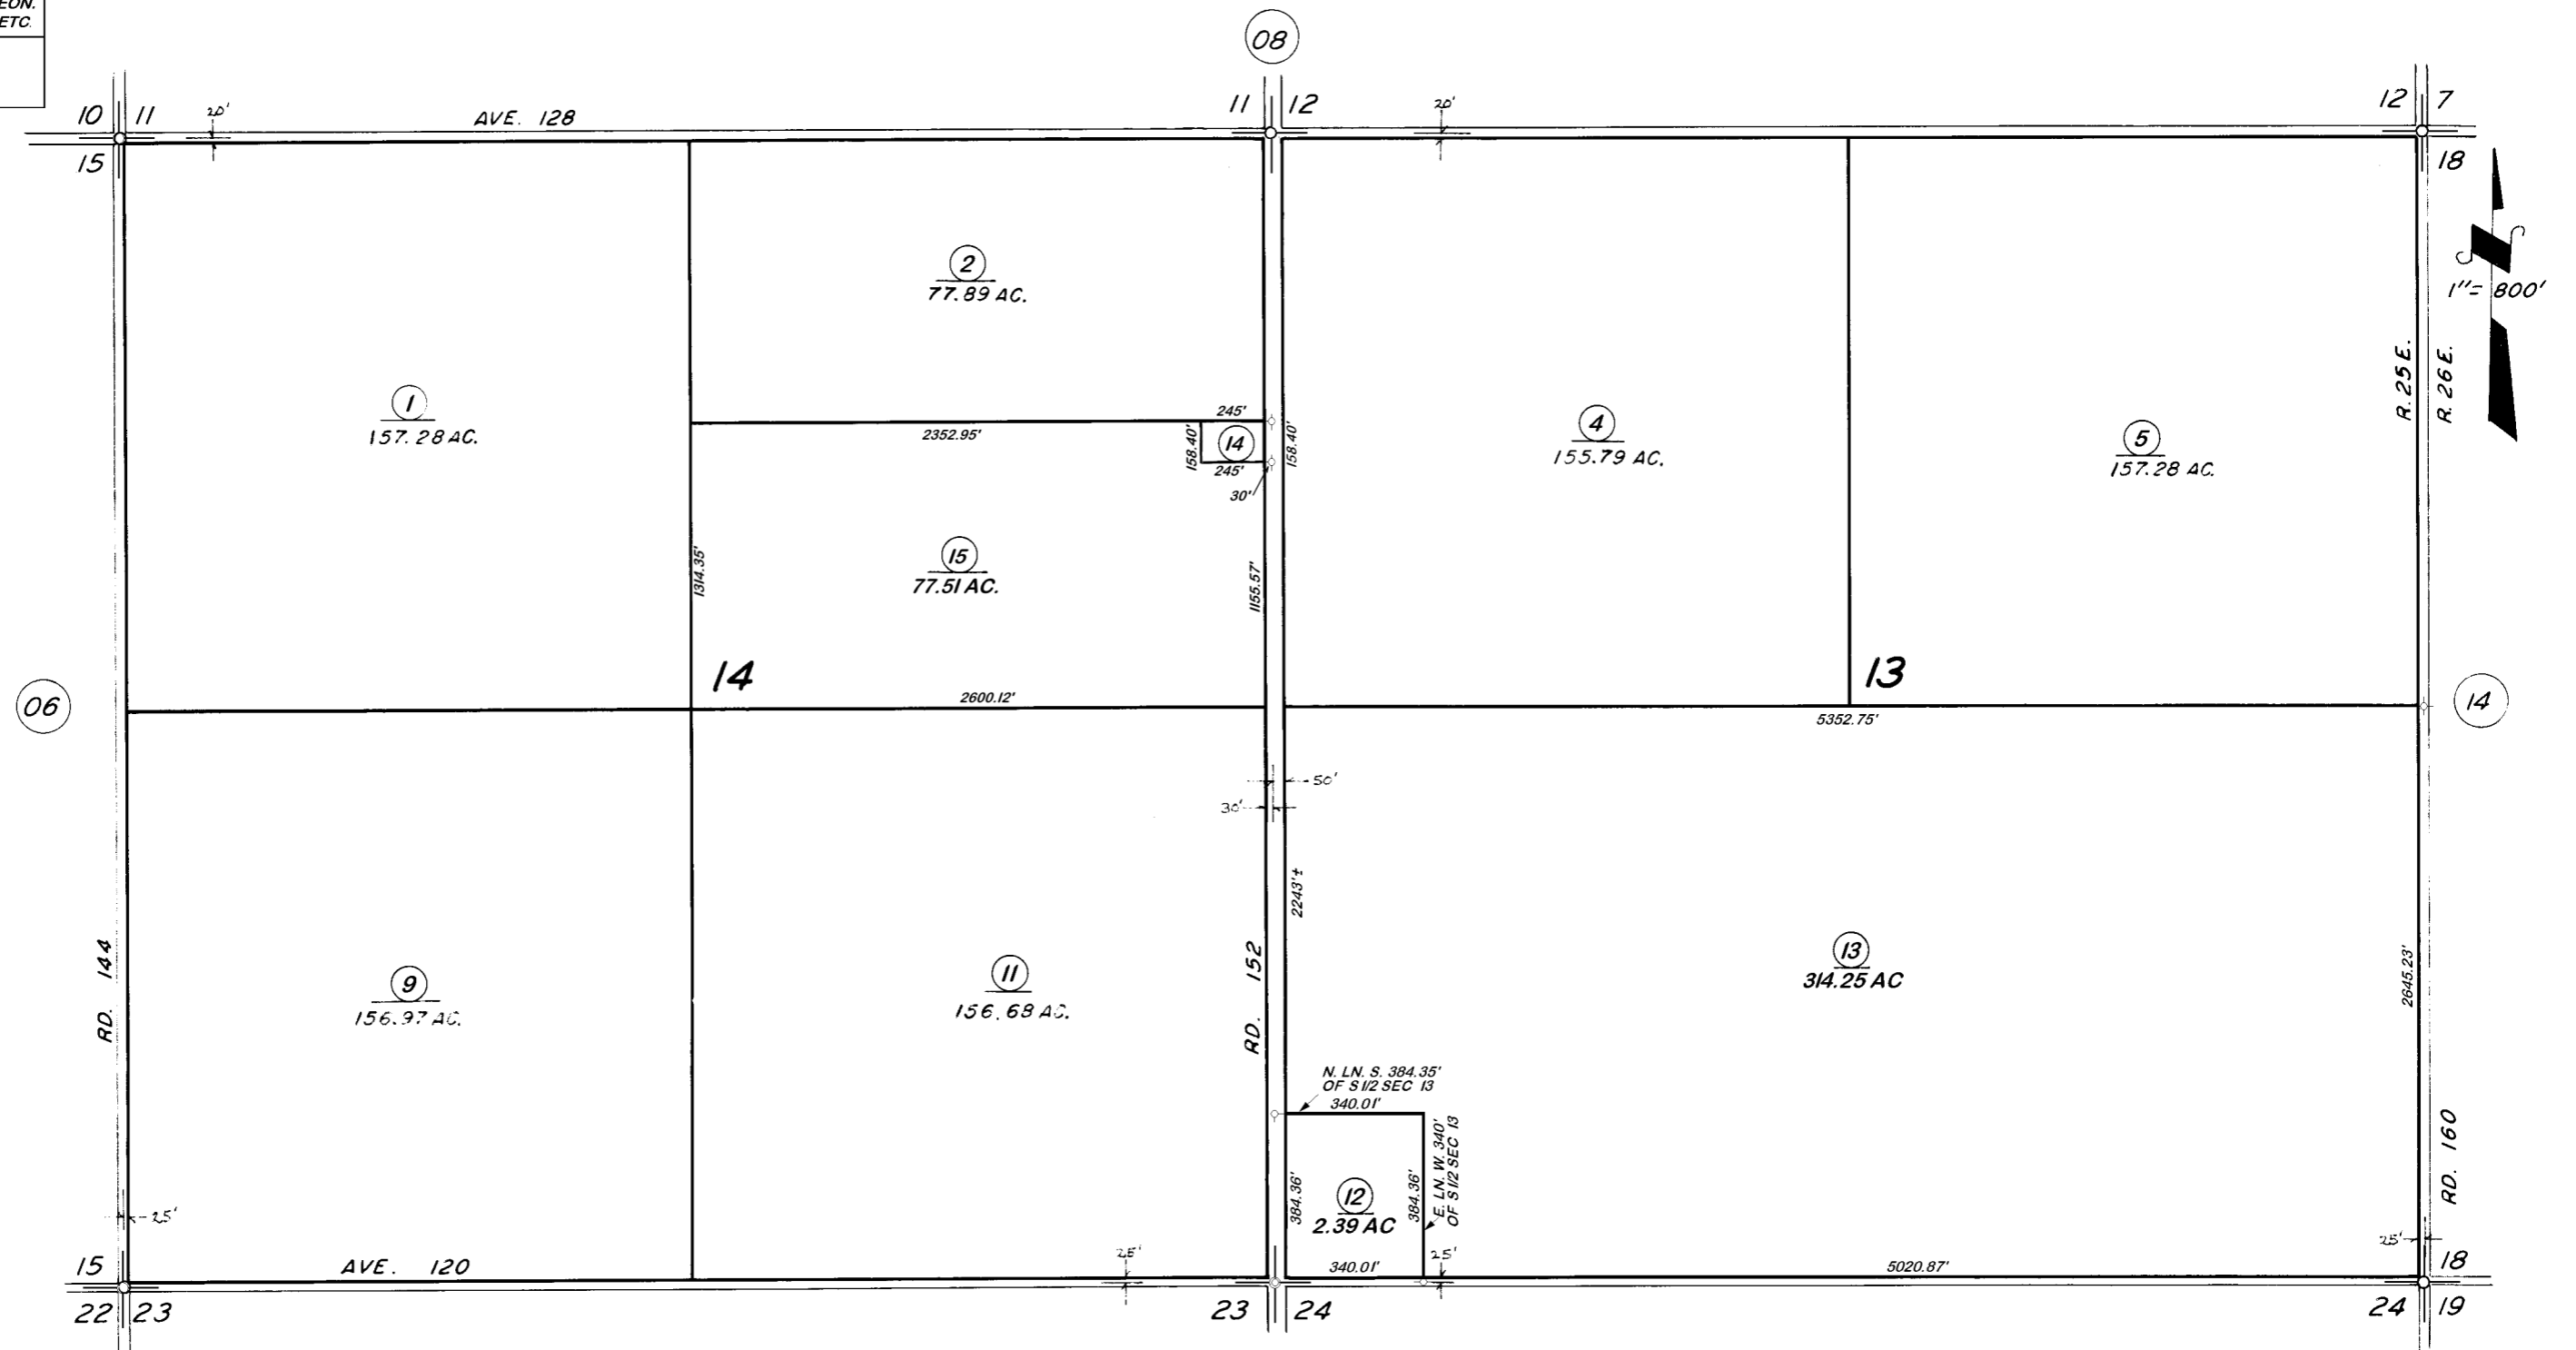 EON.
ETC.
08
10 11
20'
AVE. 128
11 12
20'
12 7
15
18
2
77.89 AC.
1"= 800'
R. 25 E.
R. 26 E.
1
157.28 AC.
245'
2352.95'
158.40'
14
245'
158.40'
30'
4
155.79 AC.
5
157.28 AC.
1314.35'
15
77.51 AC.
1155.57'
14
13
06
2600.12'
5352.75'
14
50'
30'
2243'±
RD. 144
9
156.97 AC.
11
156.68 AC.
RD. 152
13
314.25 AC
2645.23'
N. LN. S. 384.35'
OF S 1/2 SEC 13
340.01'
E. LN. W. 340'
OF S 1/2 SEC 13
384.36'
12
2.39 AC
384.36'
RD. 160
25'
25'
15
AVE. 120
25'
340.01'
25'
5020.87'
18
22 23
23 24
24 19